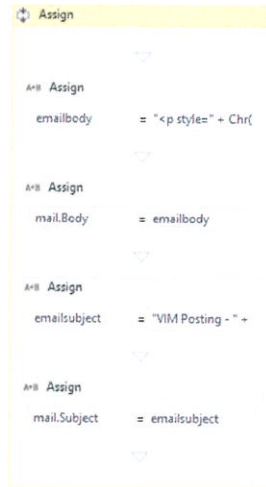 Assign
A+B Assign
emailbody = "<p style=" + Chr(
A+B Assign
mail.Body = emailbody
A+B Assign
emailsubject = "VIM Posting - " +
A+B Assign
mail.Subject = emailsubject